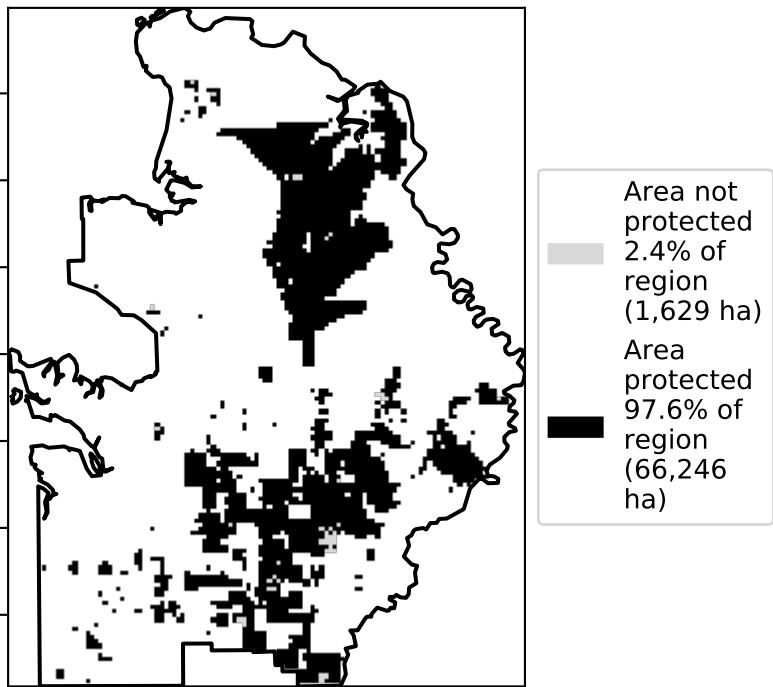 Area not
protected
2.4% of
region
(1,629 ha)
Area
protected
97.6% of
region
(66,246
ha)